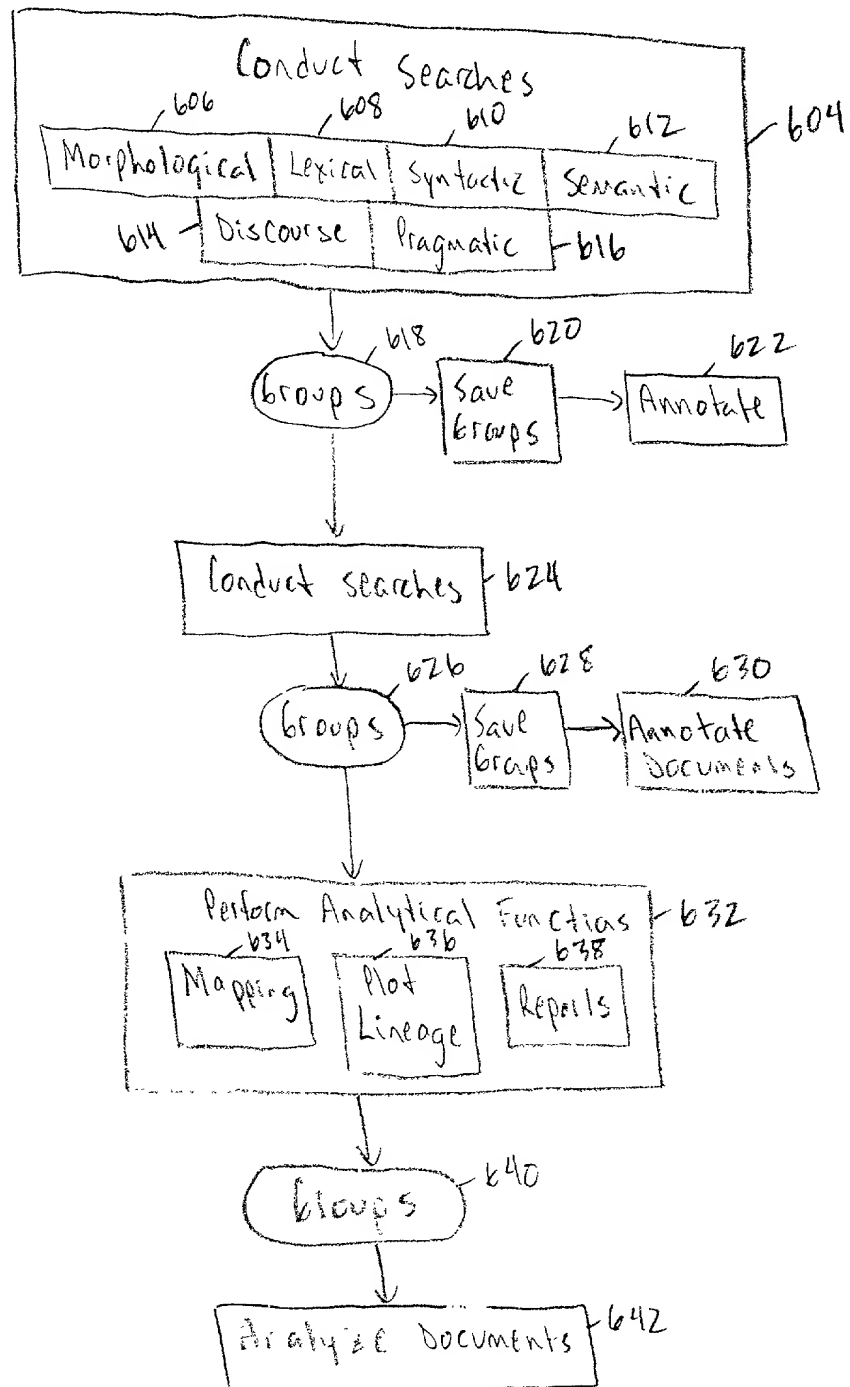 Conduct Searches
606 608 610 612
604
Morphological Lexical Syntactic Semantic
614 Discourse Pragmatic 616
618 620 622
Groups Save Groups Annotate
Conduct searches 624
626 628 630
Groups Save Groups Annotate Documents
Perform Analytical Functions 632
634 636 638
Mapping Plot Lineage Reports
640
Groups
Analyze Documents 642